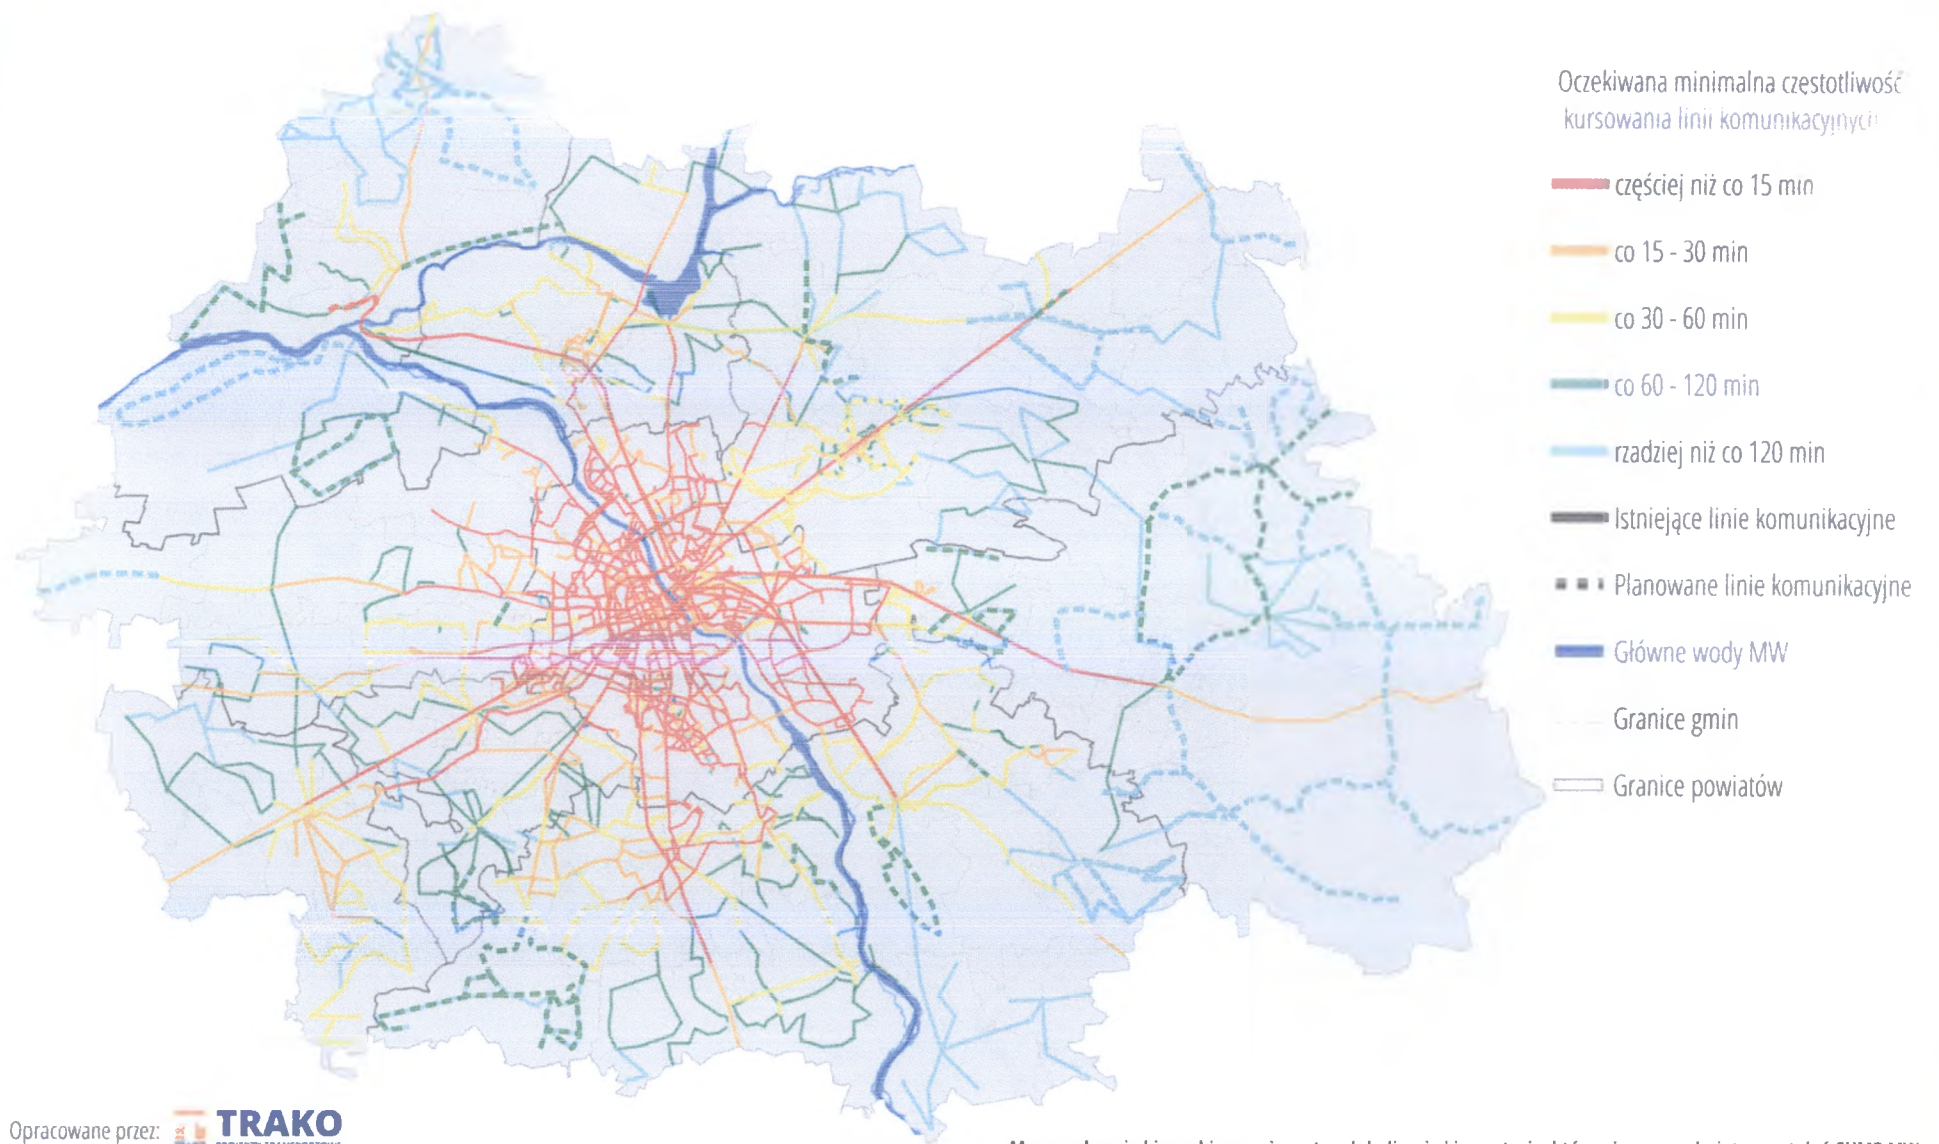 Oczekiwana minimalna częstotliwość
kursowania linii komunikacyjnych
częściej niż co 15 min
co 15 - 30 min
co 30 - 60 min
co 60 - 120 min
rzadziej niż co 120 min
Istniejące linie komunikacyjne
Planowane linie komunikacyjne
Główne wody MW
Granice gmin
Granice powiatów
Opracowane przez:
TRAKO